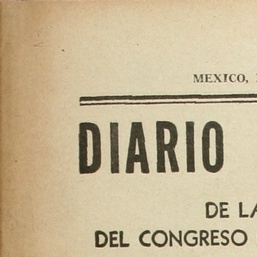 MEXICO,
DIARIO
DE LA
DEL CONGRESO